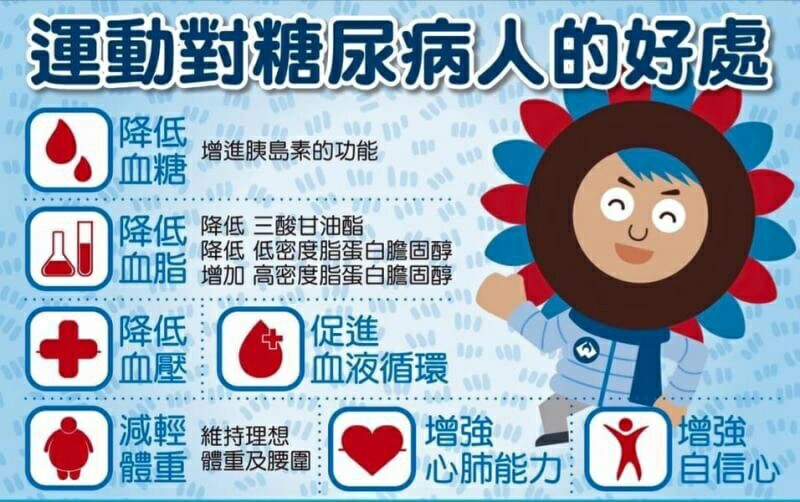 運動對糖尿病人的好處
降低
血糖
增進胰島素的功能
降低
血脂
降低 三酸甘油酯
降低 低密度脂蛋白膽固醇
增加 高密度脂蛋白膽固醇
降低
血壓
促進
血液循環
減輕
體重
維持理想
體重及腰圍
增強
心肺能力
增強
自信心